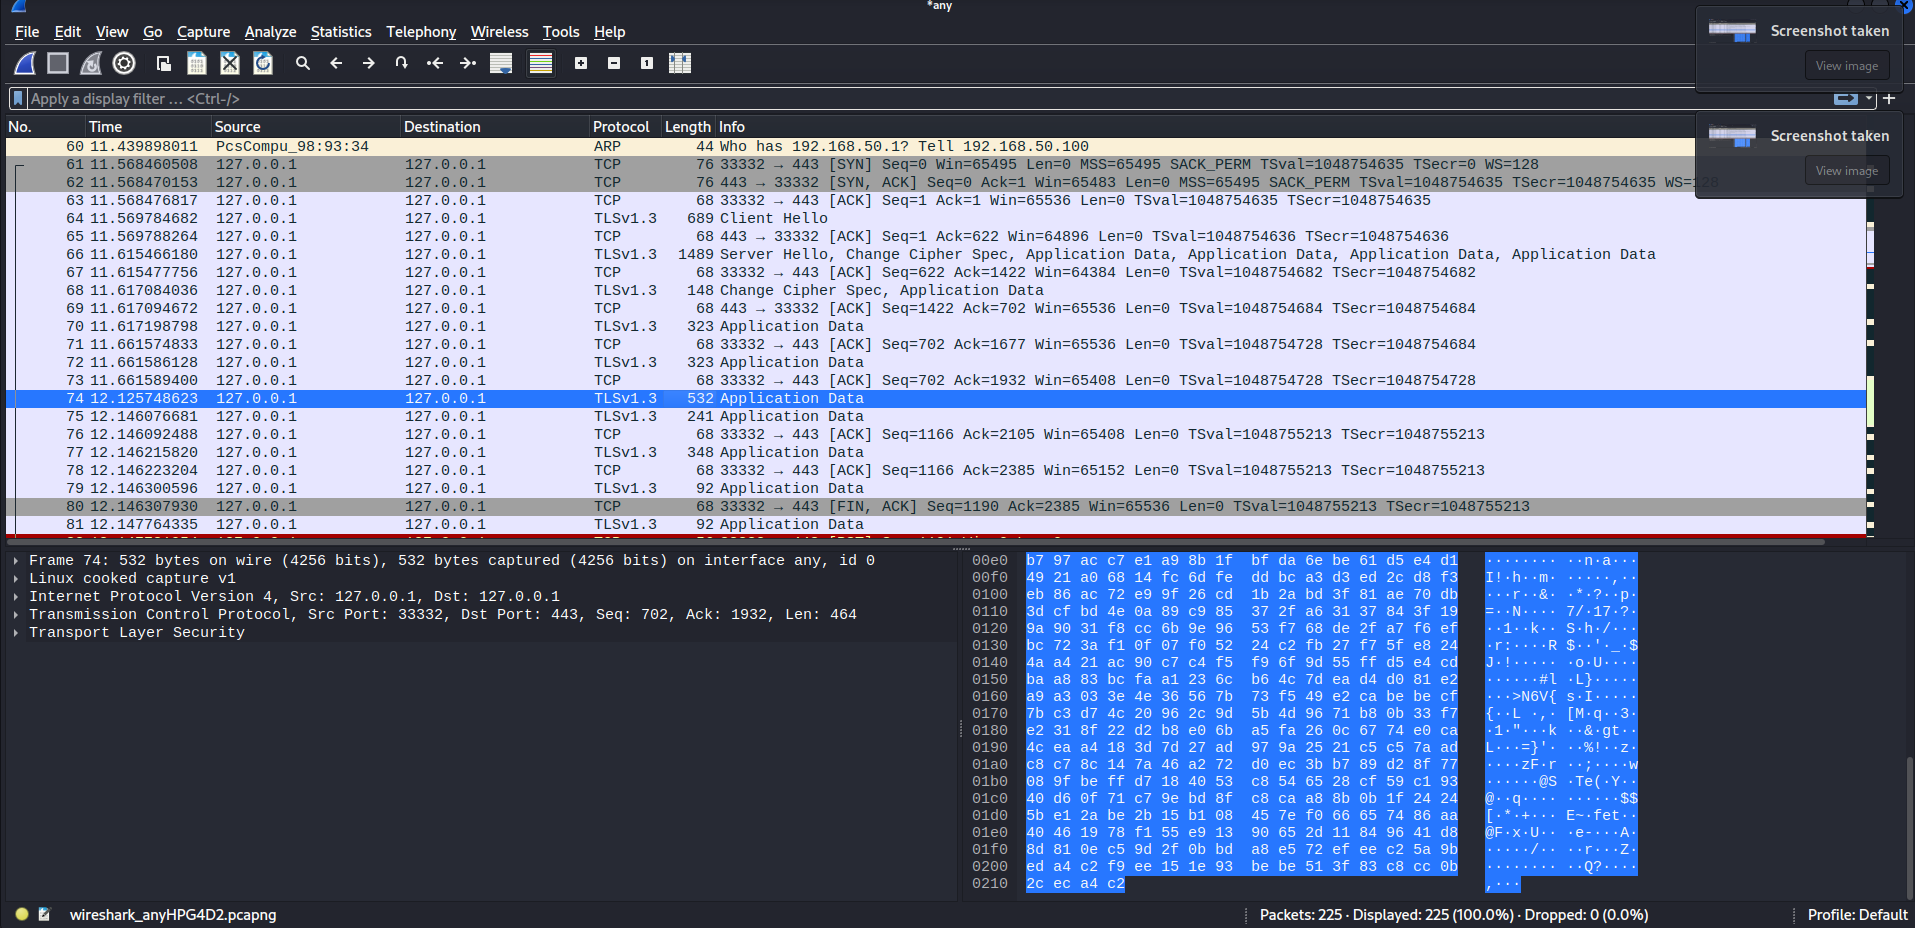 *any
File Edit View Go Capture Analyze Statistics Telephony Wireless Tools Help
Screenshot taken
View image
Apply a display filter … <Ctrl-/>
Screenshot taken
View image
No. Time Source Destination Protocol Length Info
60 11.439898011 PcsCompu_98:93:34 ARP 44 Who has 192.168.50.1? Tell 192.168.50.100
61 11.568460508 127.0.0.1 127.0.0.1 TCP 76 33332 → 443 [SYN] Seq=0 Win=65495 Len=0 MSS=65495 SACK_PERM TSval=1048754635 TSecr=0 WS=128
62 11.568470153 127.0.0.1 127.0.0.1 TCP 76 443 → 33332 [SYN, ACK] Seq=0 Ack=1 Win=65483 Len=0 MSS=65495 SACK_PERM TSval=1048754635 TSecr=1048754635 WS=128
63 11.568476817 127.0.0.1 127.0.0.1 TCP 68 33332 → 443 [ACK] Seq=1 Ack=1 Win=65536 Len=0 TSval=1048754635 TSecr=1048754635
64 11.569784682 127.0.0.1 127.0.0.1 TLSv1.3 689 Client Hello
65 11.569788264 127.0.0.1 127.0.0.1 TCP 68 443 → 33332 [ACK] Seq=1 Ack=622 Win=64896 Len=0 TSval=1048754636 TSecr=1048754636
66 11.615466180 127.0.0.1 127.0.0.1 TLSv1.3 1489 Server Hello, Change Cipher Spec, Application Data, Application Data, Application Data, Application Data
67 11.615477756 127.0.0.1 127.0.0.1 TCP 68 33332 → 443 [ACK] Seq=622 Ack=1422 Win=64384 Len=0 TSval=1048754682 TSecr=1048754682
68 11.617084036 127.0.0.1 127.0.0.1 TLSv1.3 148 Change Cipher Spec, Application Data
69 11.617094672 127.0.0.1 127.0.0.1 TCP 68 443 → 33332 [ACK] Seq=1422 Ack=702 Win=65536 Len=0 TSval=1048754684 TSecr=1048754684
70 11.617198798 127.0.0.1 127.0.0.1 TLSv1.3 323 Application Data
71 11.661574833 127.0.0.1 127.0.0.1 TCP 68 33332 → 443 [ACK] Seq=702 Ack=1677 Win=65536 Len=0 TSval=1048754728 TSecr=1048754684
72 11.661586128 127.0.0.1 127.0.0.1 TLSv1.3 323 Application Data
73 11.661589400 127.0.0.1 127.0.0.1 TCP 68 33332 → 443 [ACK] Seq=702 Ack=1932 Win=65408 Len=0 TSval=1048754728 TSecr=1048754728
74 12.125748623 127.0.0.1 127.0.0.1 TLSv1.3 532 Application Data
75 12.146076681 127.0.0.1 127.0.0.1 TLSv1.3 241 Application Data
76 12.146092488 127.0.0.1 127.0.0.1 TCP 68 33332 → 443 [ACK] Seq=1166 Ack=2105 Win=65408 Len=0 TSval=1048755213 TSecr=1048755213
77 12.146215820 127.0.0.1 127.0.0.1 TLSv1.3 348 Application Data
78 12.146223204 127.0.0.1 127.0.0.1 TCP 68 33332 → 443 [ACK] Seq=1166 Ack=2385 Win=65152 Len=0 TSval=1048755213 TSecr=1048755213
79 12.146300596 127.0.0.1 127.0.0.1 TLSv1.3 92 Application Data
80 12.146307930 127.0.0.1 127.0.0.1 TCP 68 33332 → 443 [FIN, ACK] Seq=1190 Ack=2385 Win=65536 Len=0 TSval=1048755213 TSecr=1048755213
81 12.147764335 127.0.0.1 127.0.0.1 TLSv1.3 92 Application Data
Frame 74: 532 bytes on wire (4256 bits), 532 bytes captured (4256 bits) on interface any, id 0
Linux cooked capture v1
Internet Protocol Version 4, Src: 127.0.0.1, Dst: 127.0.0.1
Transmission Control Protocol, Src Port: 33332, Dst Port: 443, Seq: 702, Ack: 1932, Len: 464
Transport Layer Security
00e0 b7 97 ac c7 e1 a9 8b 1f bf da 6e be 61 d5 e4 d1 ········ ··n·a···
00f0 49 21 a0 68 14 fc 6d fe dd bc a3 d3 ed 2c d8 f3 I!·h··m· ·····,··
0100 eb 86 ac 72 e9 9f 26 cd 1b 2a bd 3f 81 ae 70 db ···r··&· ·*·?··p·
0110 3d cf bd 4e 0a 89 c9 85 37 2f a6 31 37 84 3f 19 =··N···· 7/·17·?·
0120 9a 90 31 f8 cc 6b 9e 96 53 f7 68 de 2f a7 f6 ef ··1··k·· S·h·/···
0130 bc 72 3a f1 0f 07 f0 52 24 c2 fb 27 f7 5f e8 24 ·r:····R $··'·_·$
0140 4a a4 21 ac 90 c7 c4 f5 f9 6f 9d 55 ff d5 e4 cd J·!····· ·o·U····
0150 ba a8 83 bc fa a1 23 6c b6 4c 7d ea d4 d0 81 e2 ······#l ·L}·····
0160 a9 a3 03 3e 4e 36 56 7b 73 f5 49 e2 ca be be cf ···>N6V{ s·I·····
0170 7b c3 d7 4c 20 96 2c 9d 5b 4d 96 71 b8 0b 33 f7 {··L ·,· [M·q··3·
0180 e2 31 8f 22 d2 b8 e0 6b a5 fa 26 0c 67 74 e0 ca ·1·"···k ··&·gt··
0190 4c ea a4 18 3d 7d 27 ad 97 9a 25 21 c5 c5 7a ad L···=}'· ··%!··z·
01a0 c8 c7 8c 14 7a 46 a2 72 d0 ec 3b b7 89 d2 8f 77 ····zF·r ··;····w
01b0 08 9f be ff d7 18 40 53 c8 54 65 28 cf 59 c1 93 ······@S ·Te(·Y··
01c0 40 d6 0f 71 c7 9e bd 8f c8 ca a8 8b 0b 1f 24 24 @··q···· ······$$
01d0 5b e1 2a be 2b 15 b1 08 45 7e f0 66 65 74 86 aa [·*·+··· E~·fet··
01e0 40 46 19 78 f1 55 e9 13 90 65 2d 11 84 96 41 d8 @F·x·U·· ·e-···A·
01f0 8d 81 0e c5 9d 2f 0b bd a8 e5 72 ef ee c2 5a 9b ·····/·· ··r···Z·
0200 ed a4 c2 f9 ee 15 1e 93 be be 51 3f 83 c8 cc 0b ········ ··Q?····
0210 2c ec a4 c2 ,···
wireshark_anyHPG4D2.pcapng
Packets: 225 · Displayed: 225 (100.0%) · Dropped: 0 (0.0%)
Profile: Default